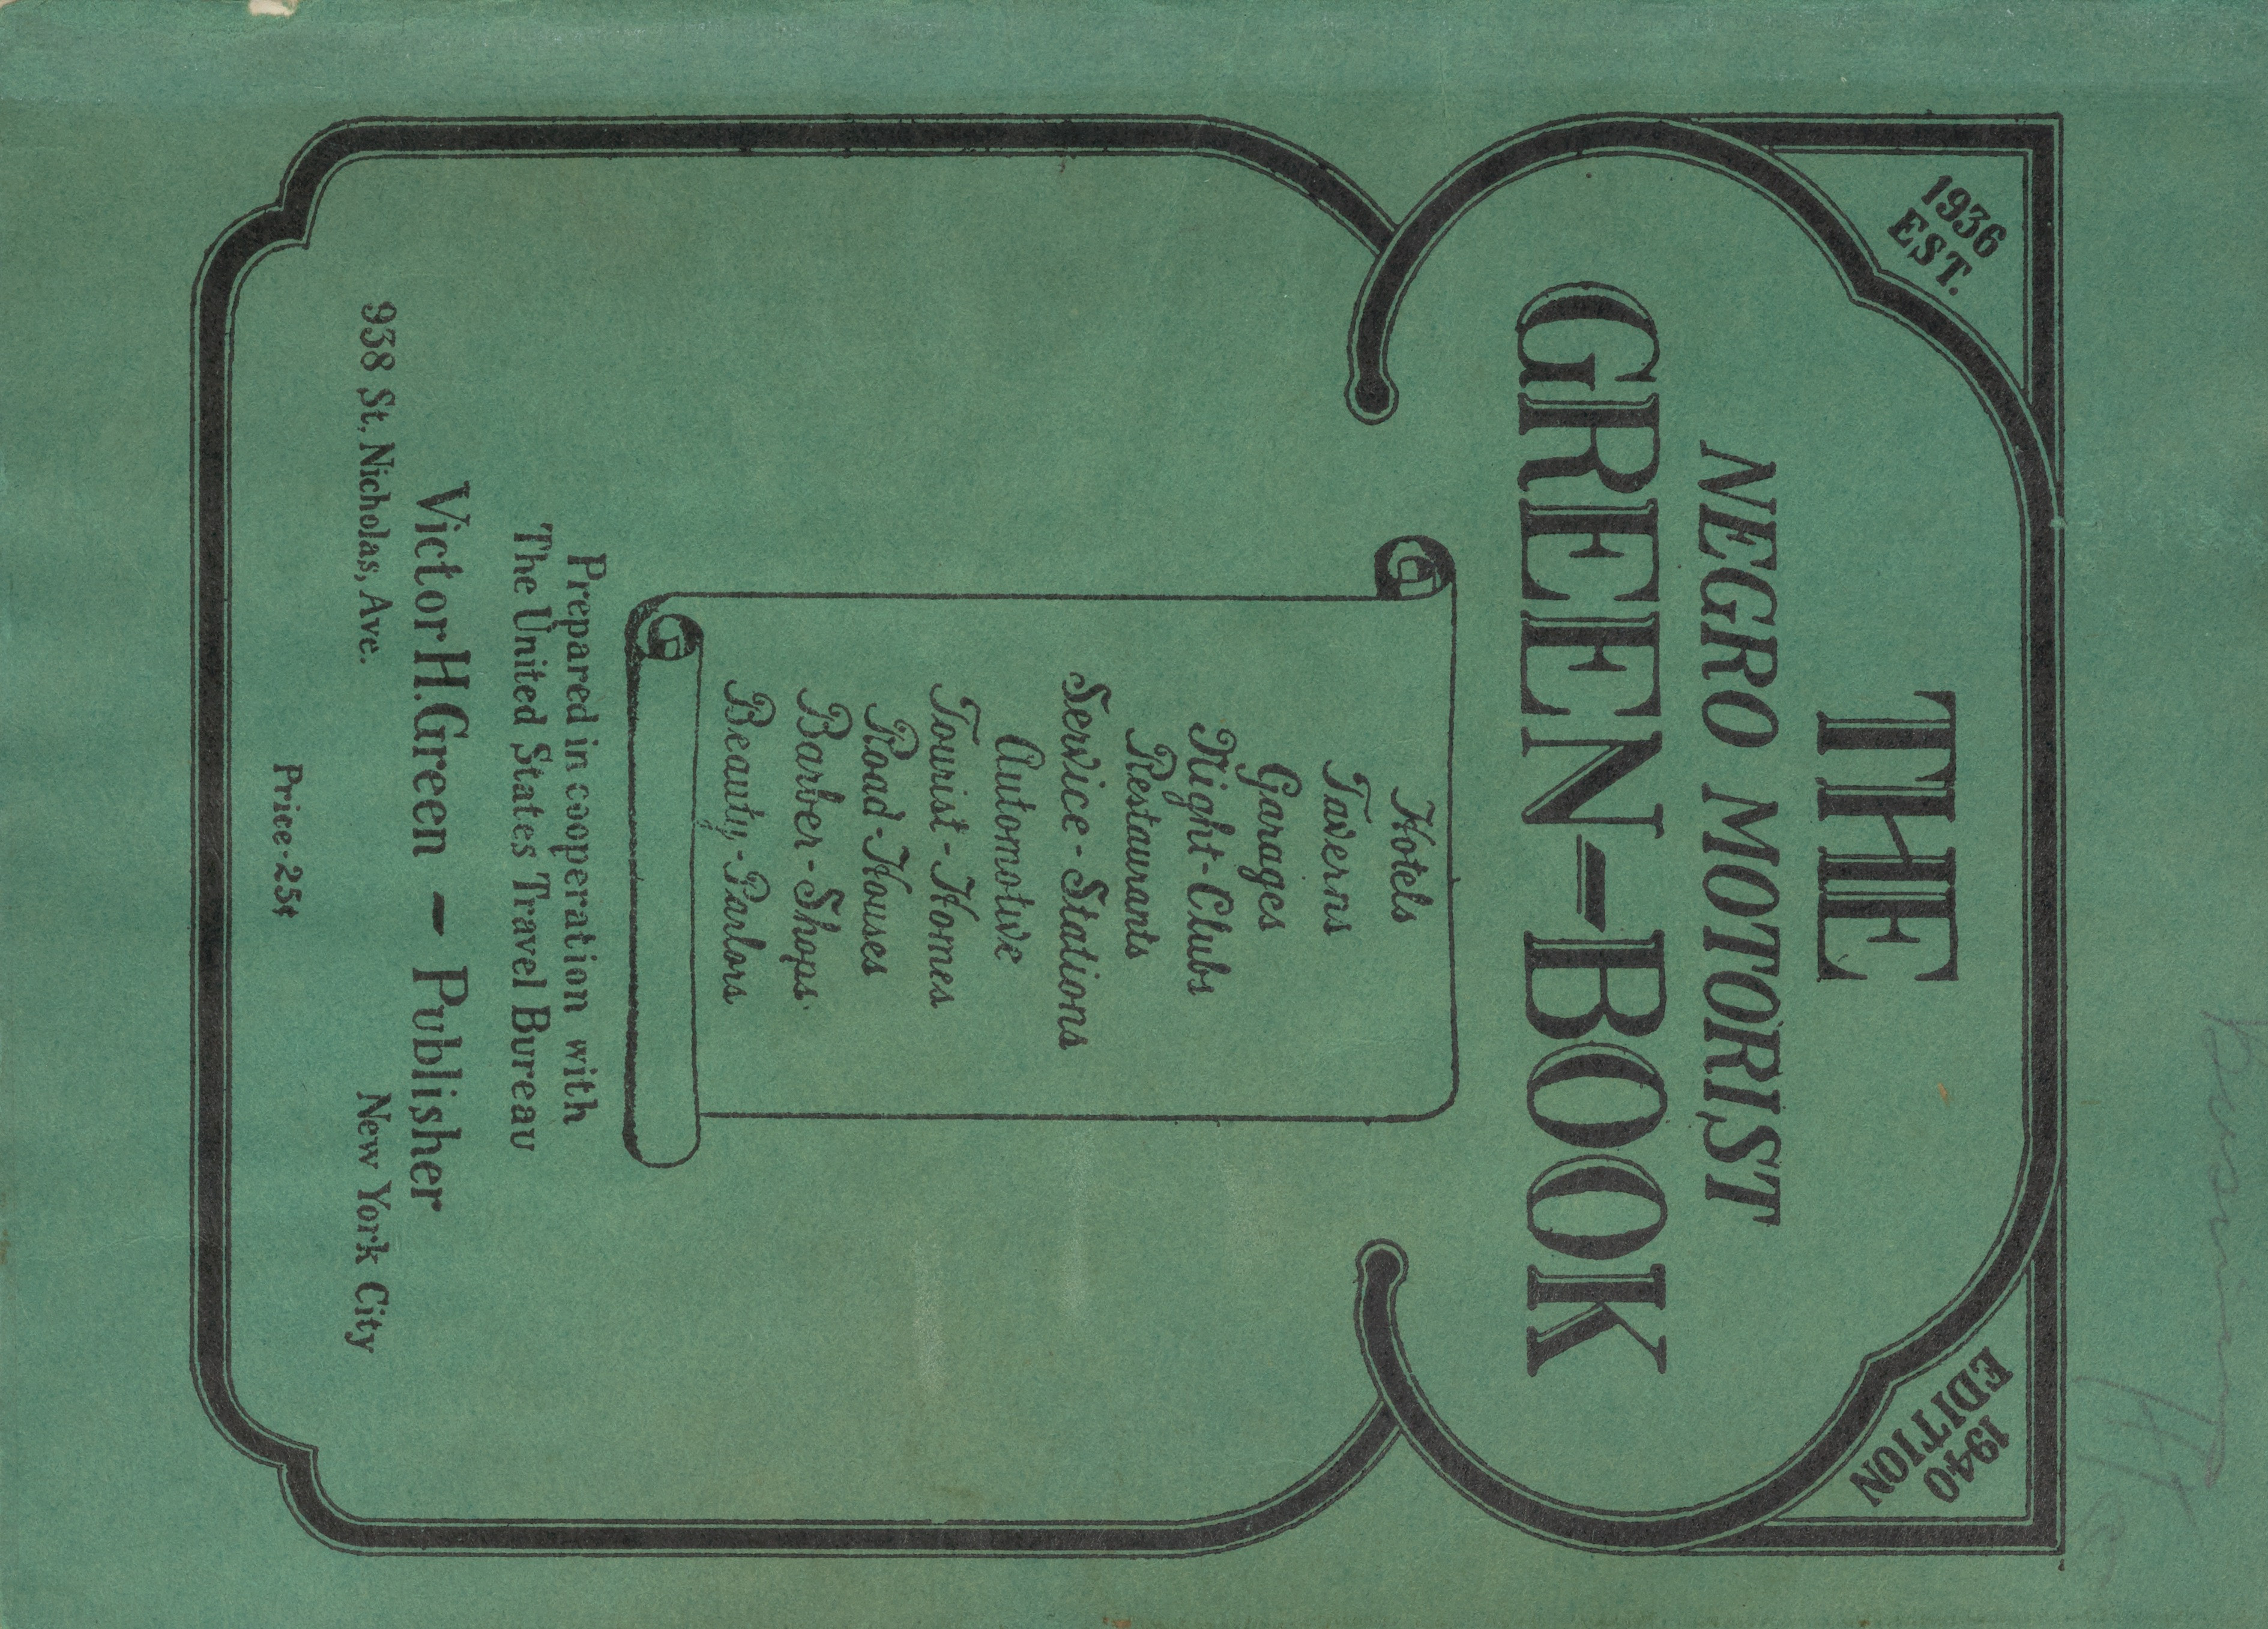 1936
EST.
1940
EDITION
THE
NEGRO MOTORIST
GREEN-BOOK
Hotels
Taverns
Garages
Night-Clubs
Restaurants
Service-Stations
Automotive
Tourist-Homes
Road-Houses
Barber-Shops
Beauty-Parlors
Prepared in cooperation with
The United States Travel Bureau
Victor H. Green - Publisher
938 St. Nicholas, Ave. New York City
Price-25¢